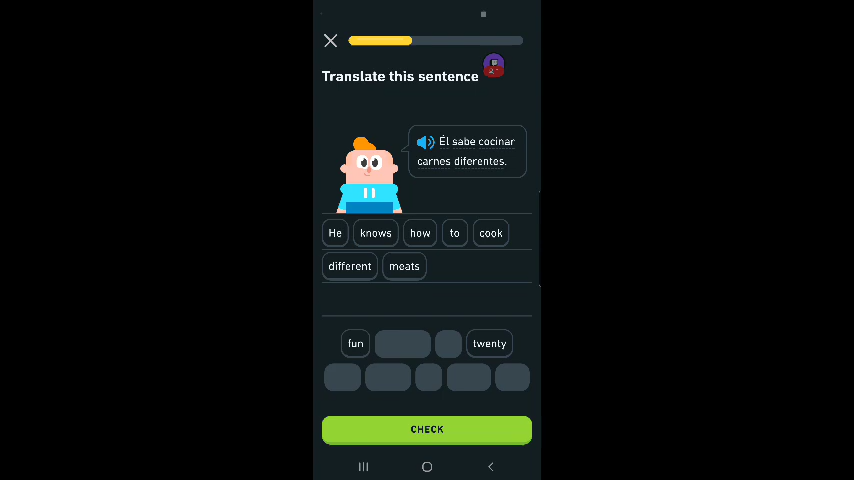 Translate this sentence
Él sabe cocinar
carnes diferentes.
He knows how to cook
different meats
fun twenty
CHECK